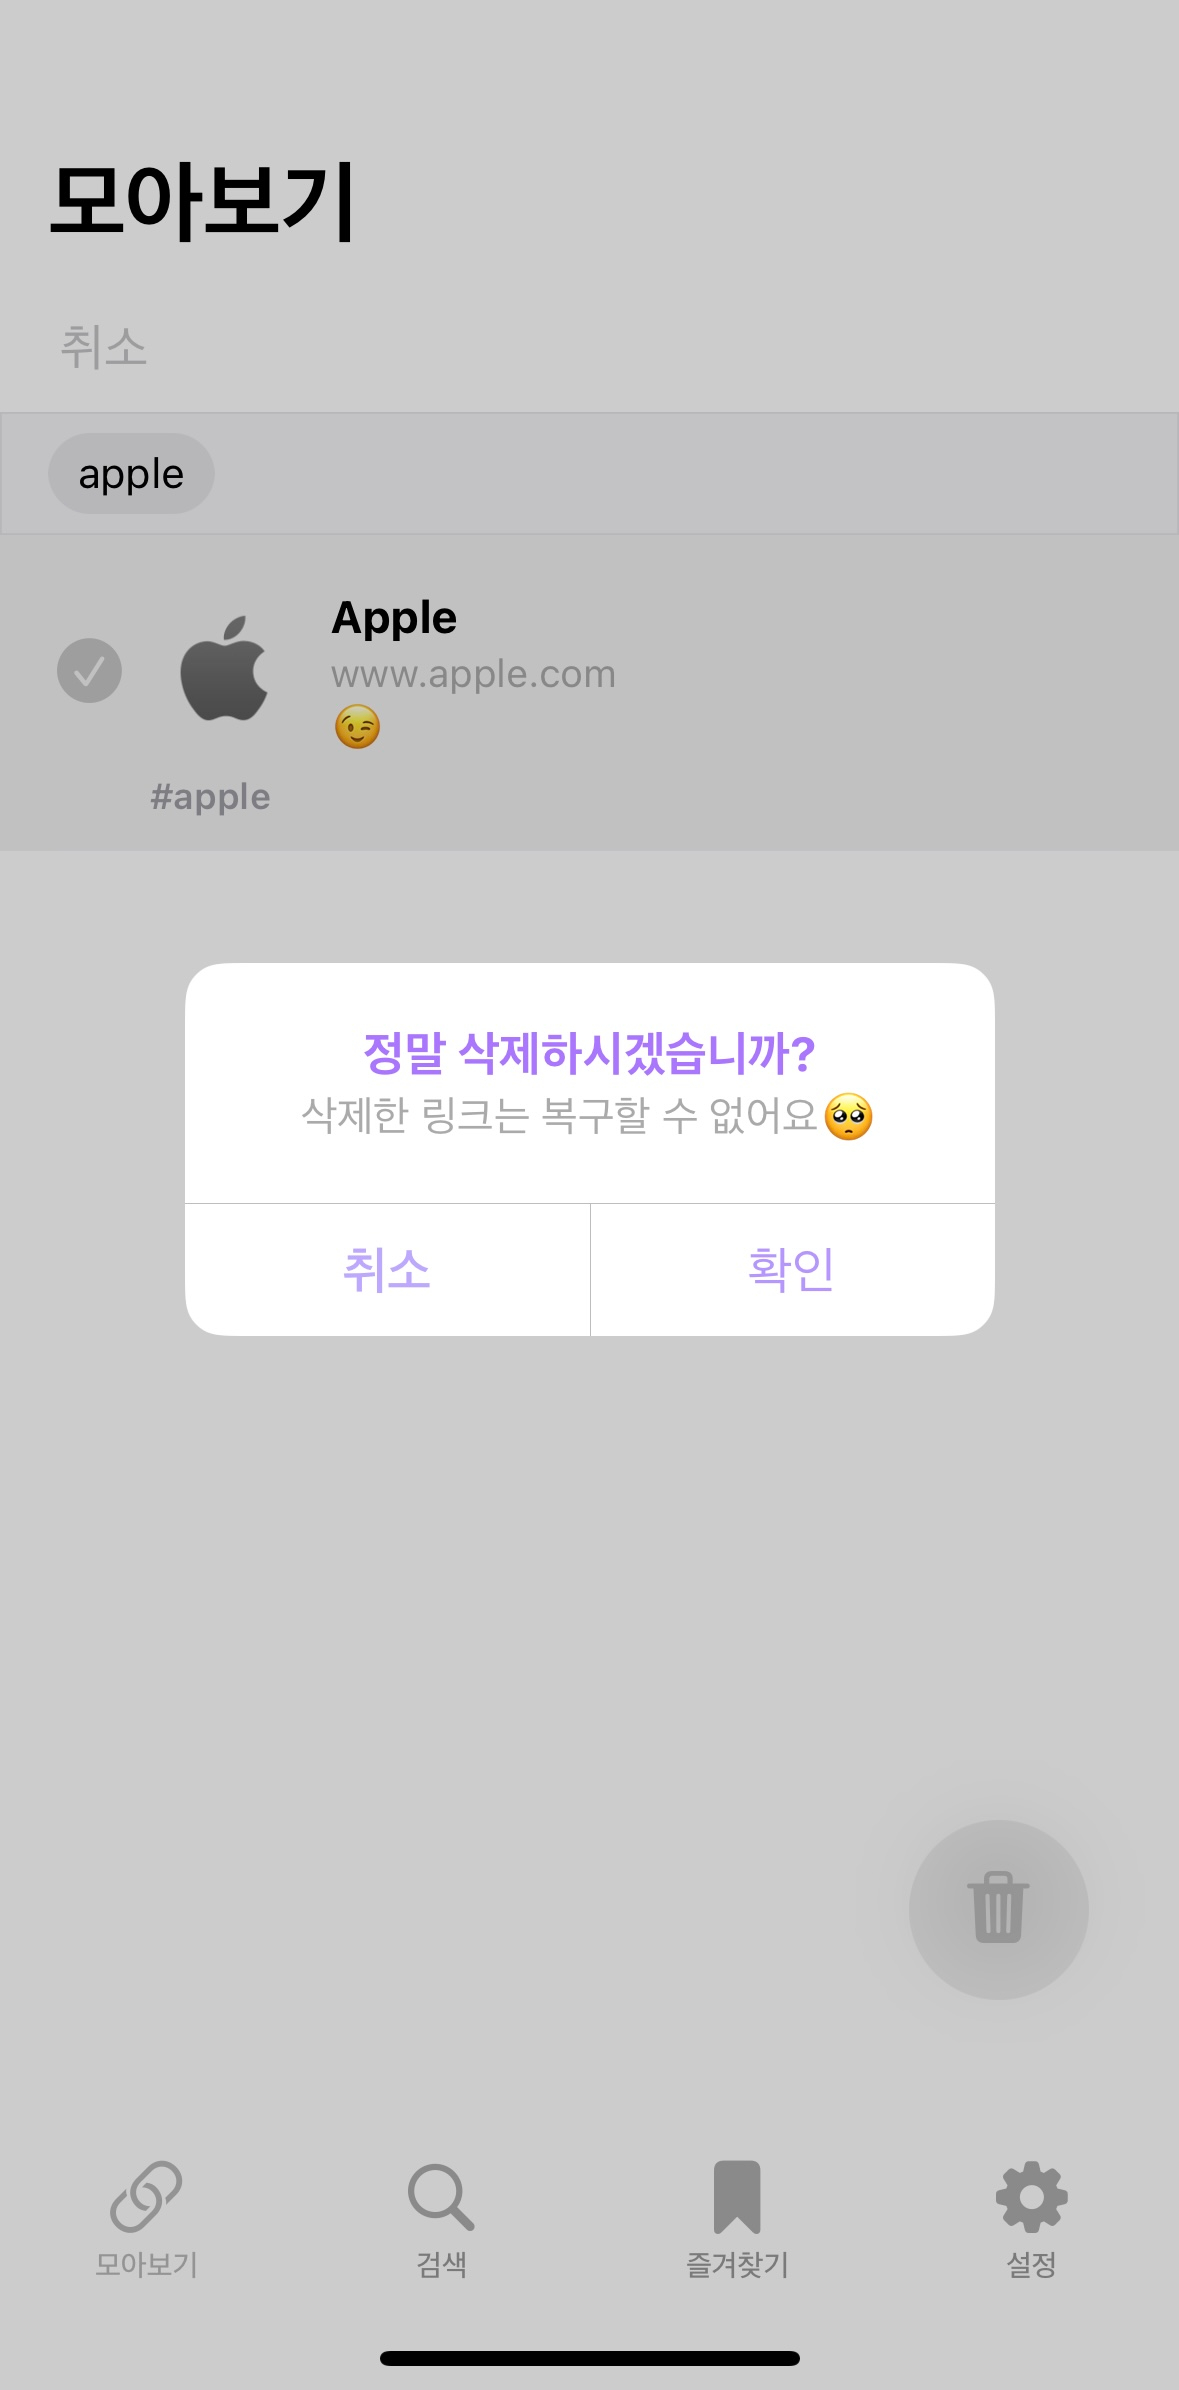 모아보기
취소
apple
Apple
www.apple.com
😉
#apple
정말 삭제하시겠습니까?
삭제한 링크는 복구할 수 없어요🥺
취소 확인
모아보기 검색 즐겨찾기 설정